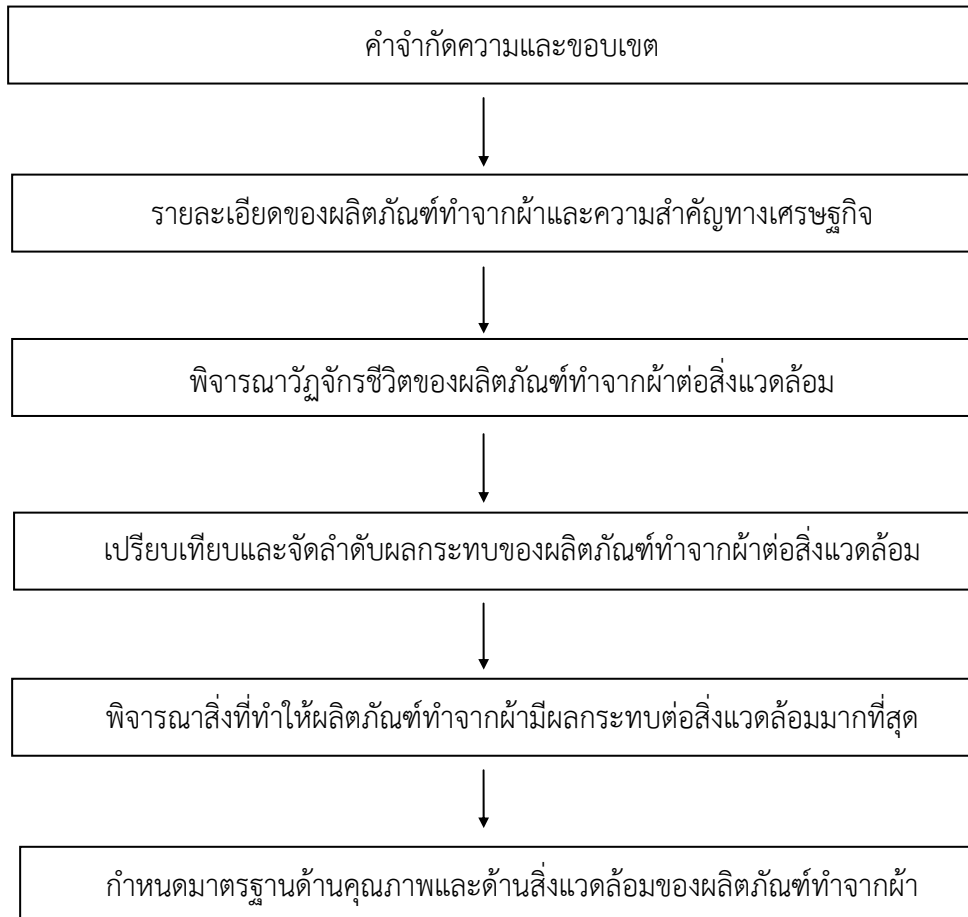 คำจำกัดความและขอบเขต
รายละเอียดของผลิตภัณฑ์ทำจากผ้าและความสำคัญทางเศรษฐกิจ
พิจารณาวัฏจักรชีวิตของผลิตภัณฑ์ทำจากผ้าต่อสิ่งแวดล้อม
เปรียบเทียบและจัดลำดับผลกระทบของผลิตภัณฑ์ทำจากผ้าต่อสิ่งแวดล้อม
พิจารณาสิ่งที่ทำให้ผลิตภัณฑ์ทำจากผ้ามีผลกระทบต่อสิ่งแวดล้อมมากที่สุด
กำหนดมาตรฐานด้านคุณภาพและด้านสิ่งแวดล้อมของผลิตภัณฑ์ทำจากผ้า